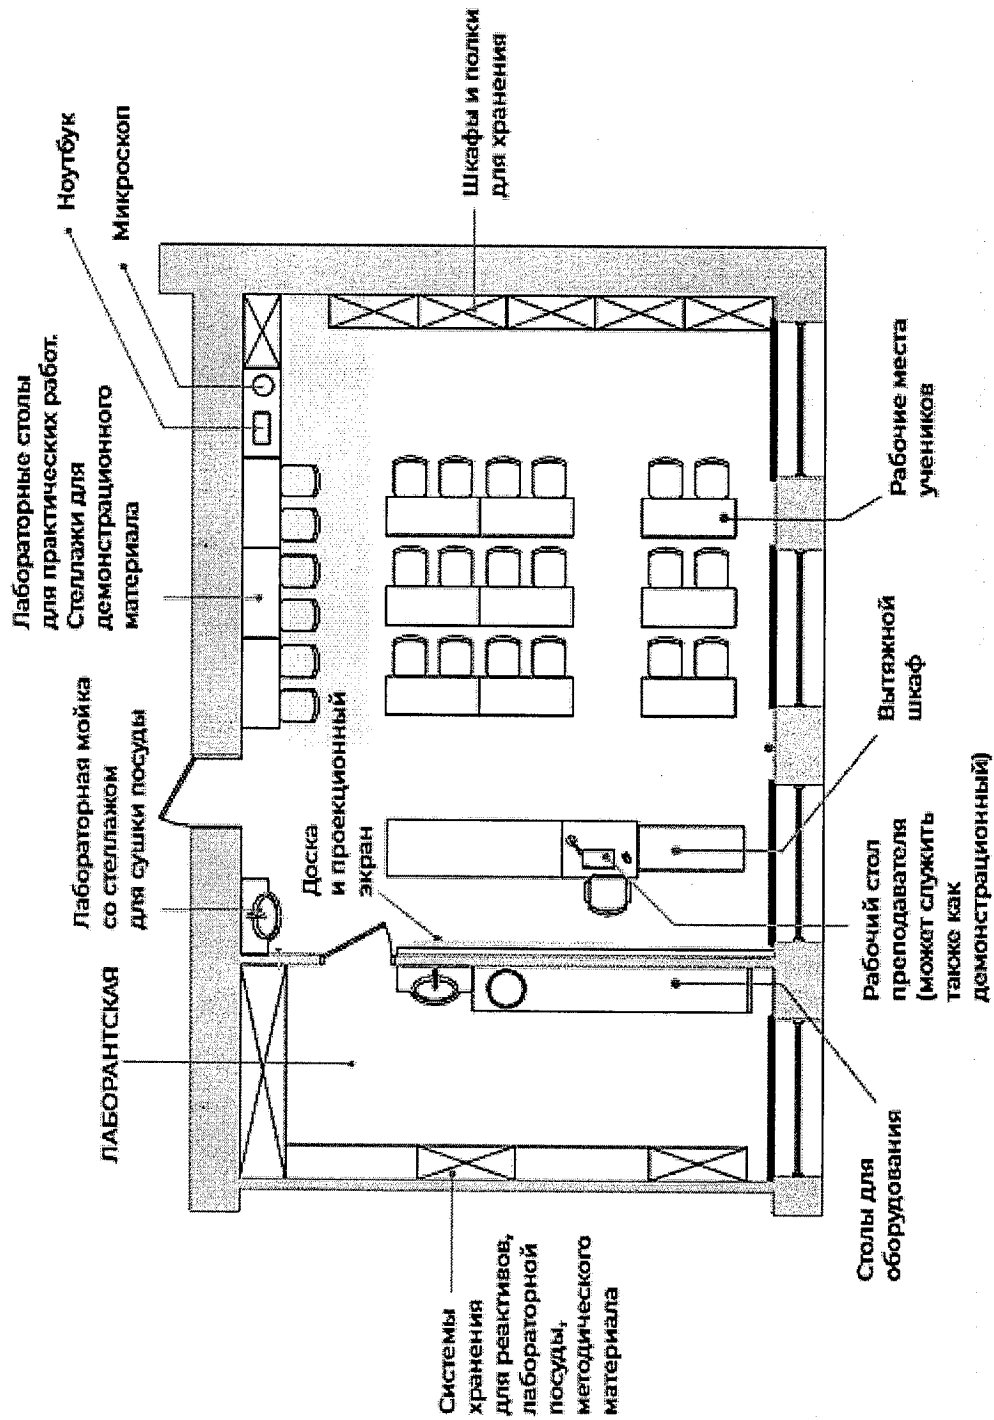 Системы
хранения
для реактивов,
лабораторной
посуды,
методического
материала
ЛАБОРАНТСКАЯ
Лабораторная мойка
со стеллажом
для сушки посуды
Доска
и проекционный
экран
Лабораторные столы
для практических работ.
Стеллажи для
демонстрационного
материала
Ноутбук
Микроскоп
Шкафы и полки
для хранения
Столы для
оборудования
Рабочий стол
преподавателя
(может служить
также как
демонстрационный)
Вытяжной
шкаф
Рабочие места
учеников